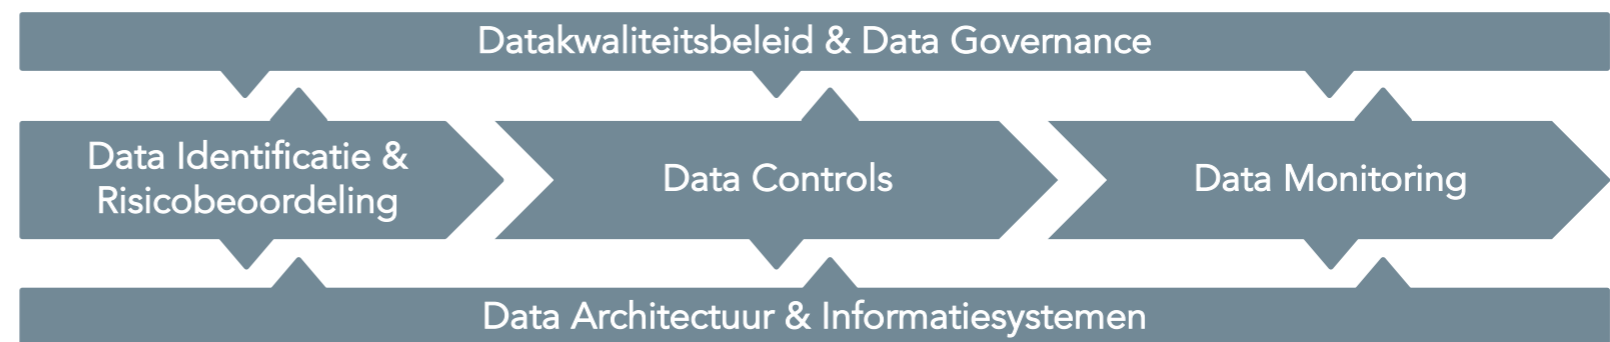 Datakwaliteitsbeleid & Data Governance
Data Identificatie &
Risicobeoordeling
Data Controls
Data Monitoring
Data Architectuur & Informatiesystemen